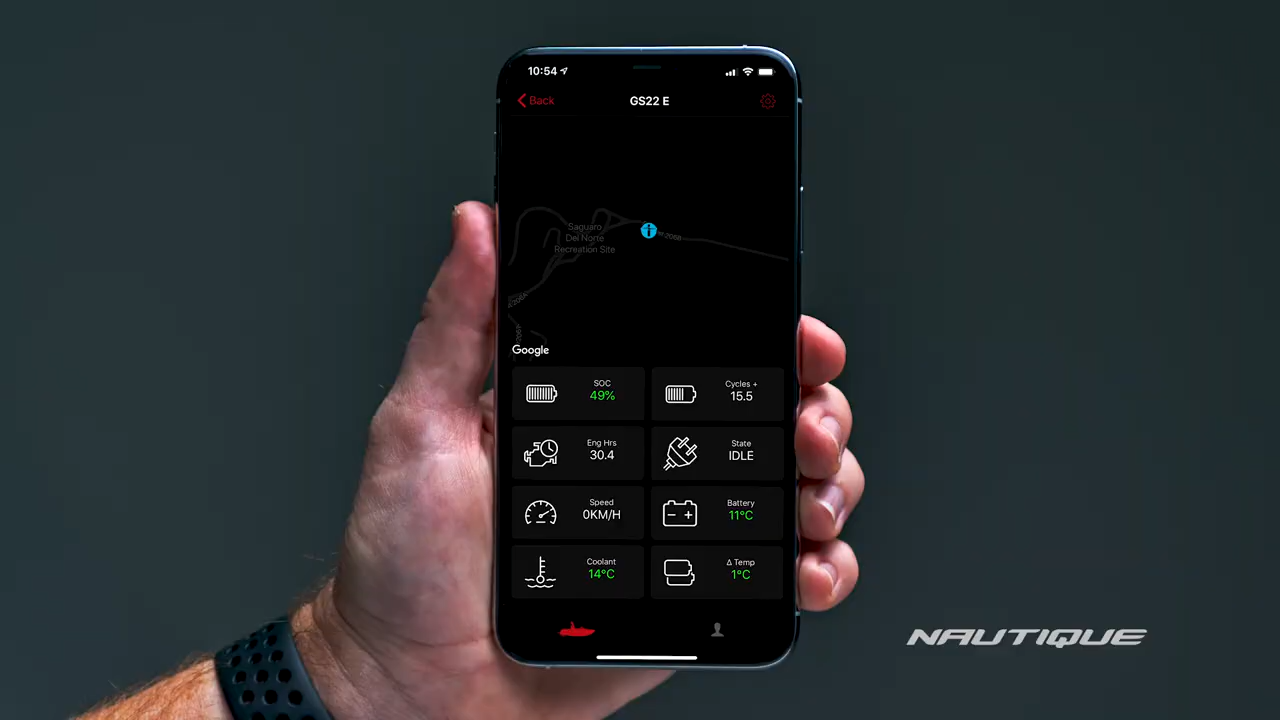 10:54
Back
GS22 E
Saguaro
Del Norte
Recreation Site
Google
SOC
49%
Cycles +
15.5
Eng Hrs
30.4
State
IDLE
Speed
0KM/H
Battery
11°C
Coolant
14°C
Δ Temp
1°C
NAUTIQUE